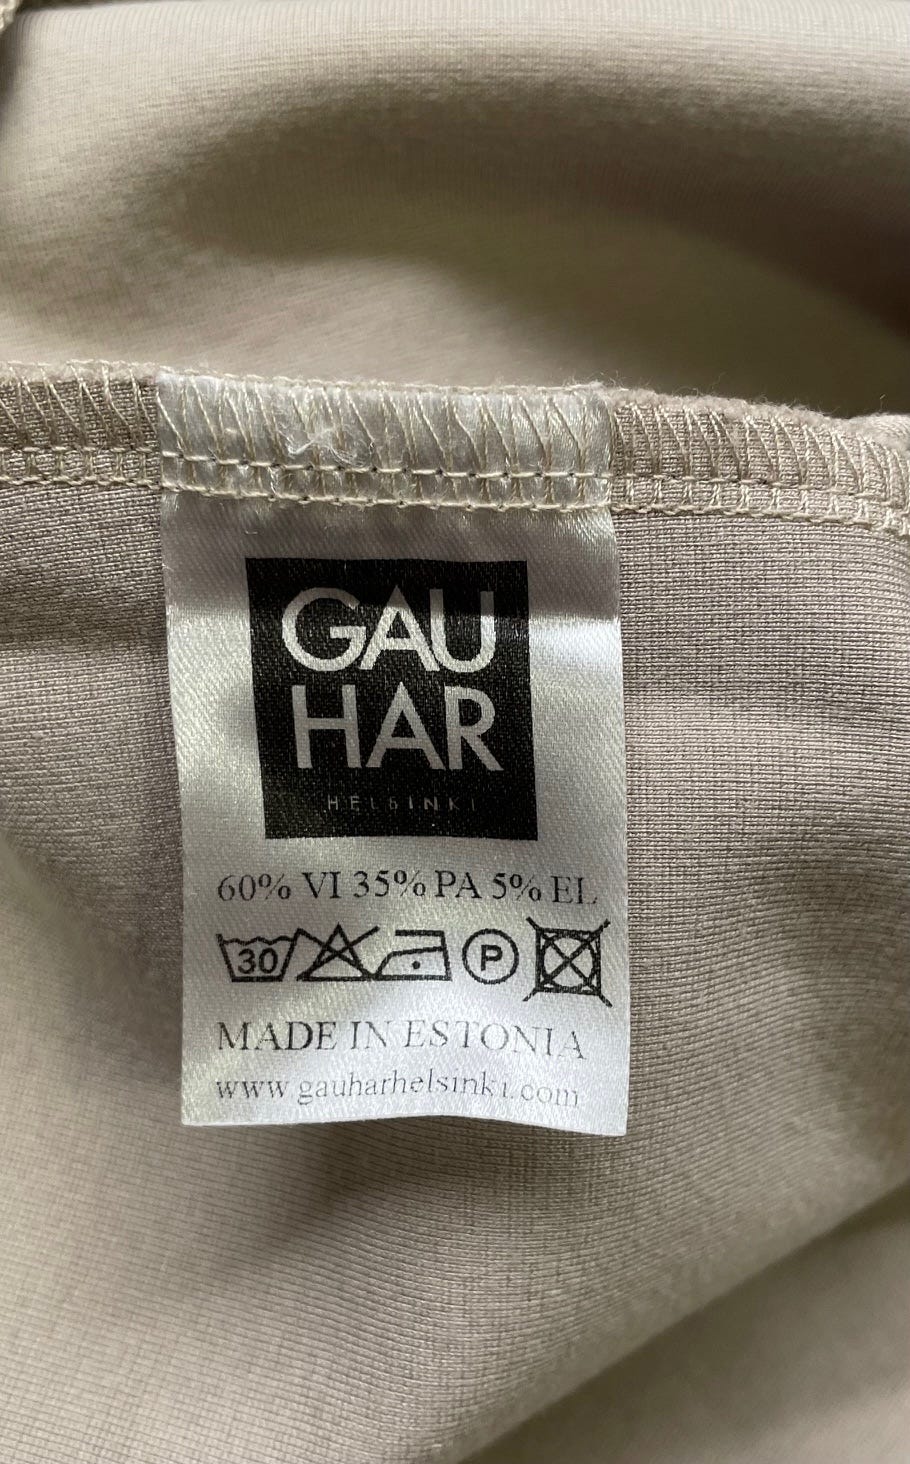 GAU
HAR
HELSINKI
60% VI 35% PA 5% EL
30 P
MADE IN ESTONIA
www.gauharhelsinki.com